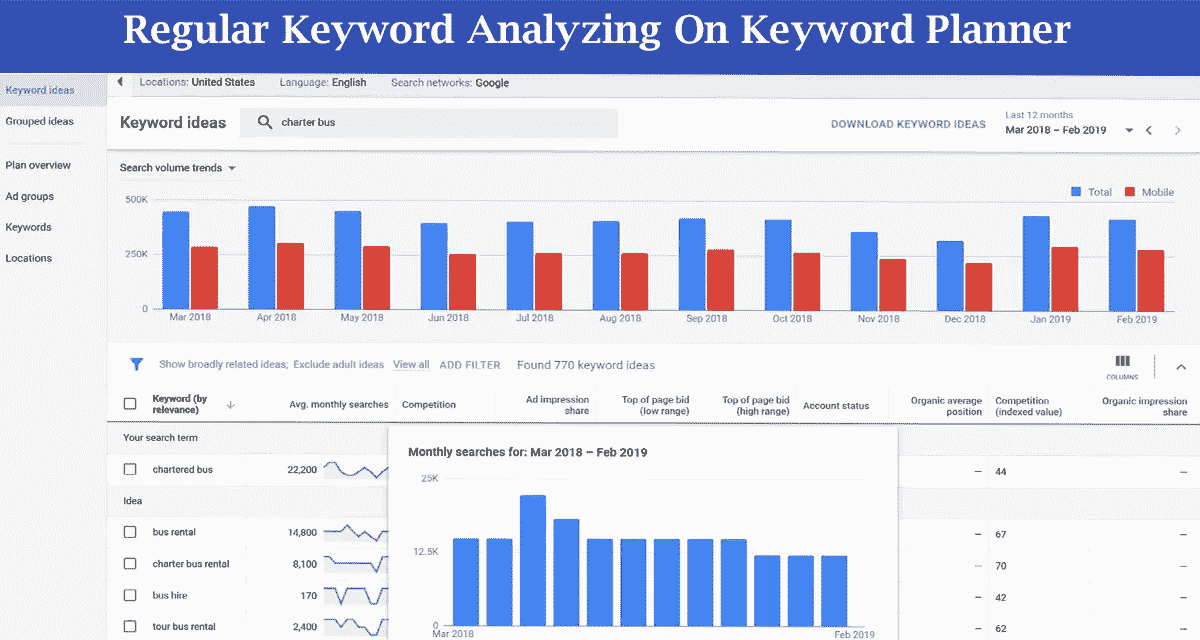 Regular Keyword Analyzing On Keyword Planner
Keyword ideas
Grouped ideas
Plan overview
Ad groups
Keywords
Locations
Locations: United States Language: English Search networks: Google
Keyword ideas charter bus DOWNLOAD KEYWORD IDEAS Last 12 months
Mar 2018 – Feb 2019
Search volume trends
Total Mobile
500K
250K
0
Mar 2018 Apr 2018 May 2018 Jun 2018 Jul 2018 Aug 2018 Sep 2018 Oct 2018 Nov 2018 Dec 2018 Jan 2019 Feb 2019
Show broadly related ideas; Exclude adult ideas View all ADD FILTER Found 770 keyword ideas
COLUMNS
Keyword (by relevance) Avg. monthly searches Competition Ad impression share Top of page bid (low range) Top of page bid (high range) Account status Organic average position Competition (indexed value) Organic impression share
Your search term
chartered bus 22,200 – 44 –
Idea
bus rental 14,800 – 67 –
charter bus rental 8,100 – 70 –
bus hire 170 – 42 –
tour bus rental 2,400 – 62 –
Monthly searches for: Mar 2018 – Feb 2019
25K
12.5K
0
Mar 2018 Feb 2019